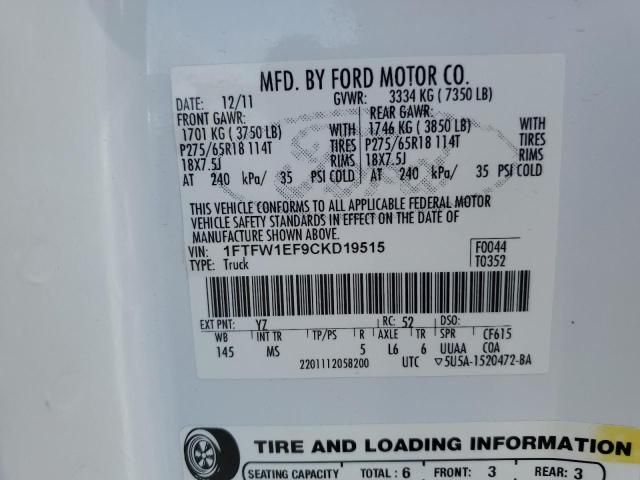 MFD. BY FORD MOTOR CO.
DATE: 12/11 GVWR: 3334 KG ( 7350 LB)
FRONT GAWR: REAR GAWR:
1701 KG ( 3750 LB) WITH 1746 KG ( 3850 LB) WITH
P275/65R18 114T TIRES P275/65R18 114T TIRES
18X7.5J RIMS 18X7.5J RIMS
AT 240 kPa/ 35 PSI COLD AT 240 kPa/ 35 PSI COLD
THIS VEHICLE CONFORMS TO ALL APPLICABLE FEDERAL MOTOR
VEHICLE SAFETY STANDARDS IN EFFECT ON THE DATE OF
MANUFACTURE SHOWN ABOVE.
VIN: 1FTFW1EF9CKD19515 F0044
TYPE: Truck T0352
EXT PNT: YZ RC: 52 DSO:
WB INT TR TP/PS R AXLE TR SPR CF615
145 MS 5 L6 6 UUAA COA
2201112058200 UTC ▽5U5A-1520472-BA
TIRE AND LOADING INFORMATION
SEATING CAPACITY TOTAL : 6 FRONT: 3 REAR: 3